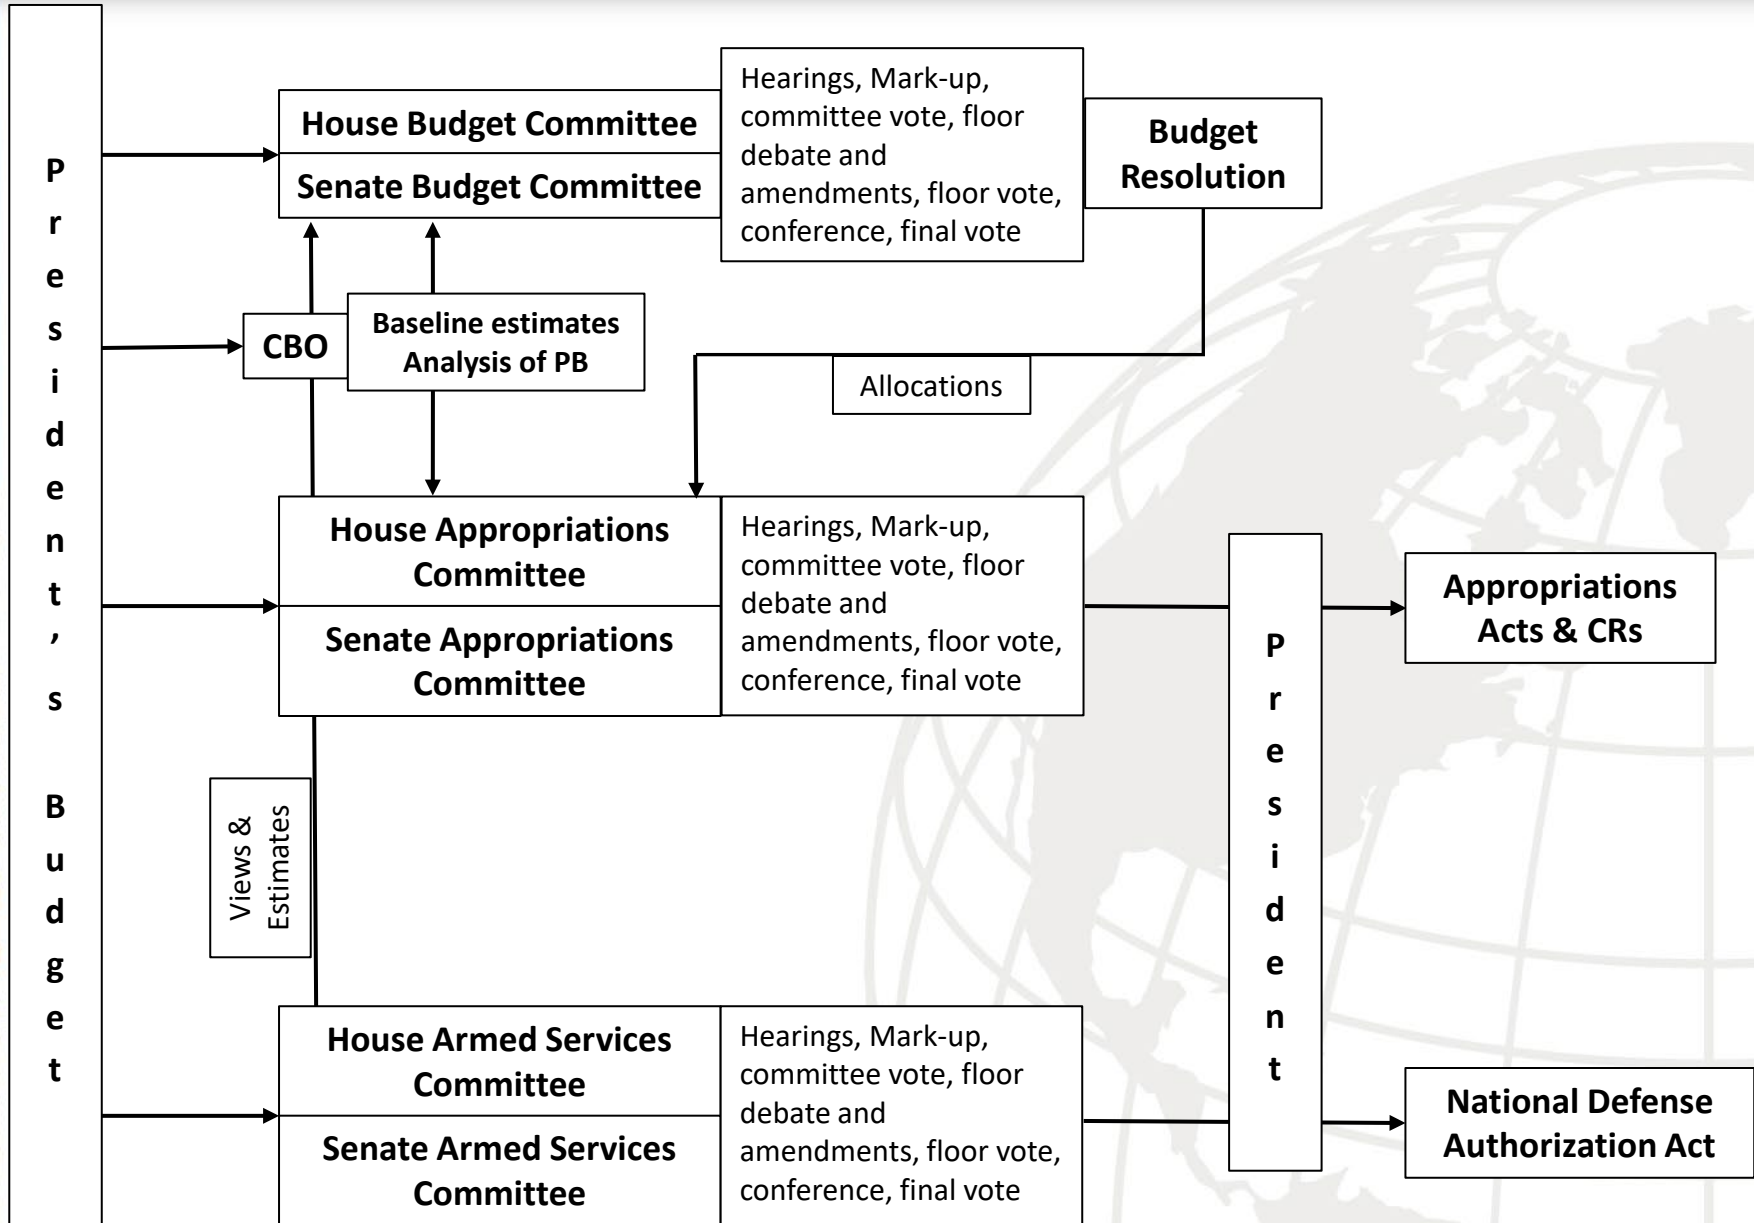 President's Budget
House Budget Committee
Senate Budget Committee
Hearings, Mark-up,
committee vote, floor
debate and
amendments, floor vote,
conference, final vote
Budget
Resolution
CBO
Baseline estimates
Analysis of PB
Allocations
House Appropriations
Committee
Senate Appropriations
Committee
Hearings, Mark-up,
committee vote, floor
debate and
amendments, floor vote,
conference, final vote
President
Appropriations
Acts & CRs
Views &
Estimates
House Armed Services
Committee
Senate Armed Services
Committee
Hearings, Mark-up,
committee vote, floor
debate and
amendments, floor vote,
conference, final vote
National Defense
Authorization Act